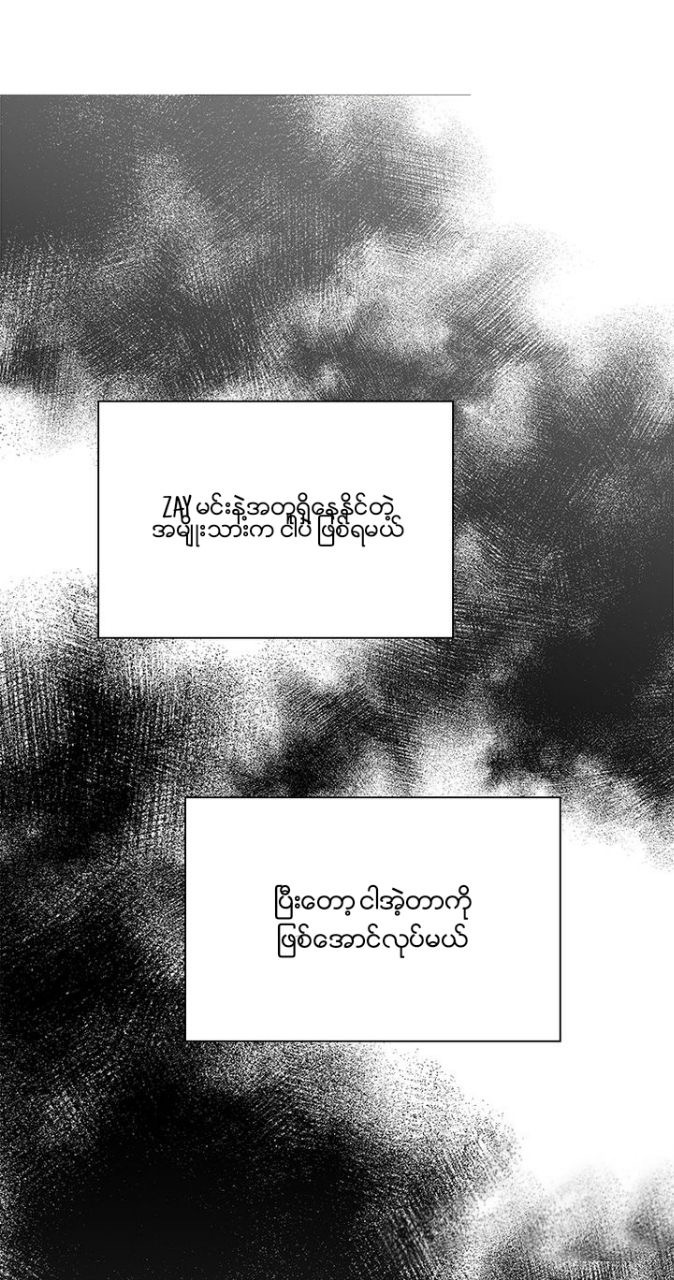 ZAY မင်းနဲ့အတူရှိနေနိုင်တဲ့
အမျိုးသားက ငါပဲ ဖြစ်ရမယ်
ပြီးတော့ ငါအဲ့တာကို
ဖြစ်အောင်လုပ်မယ်